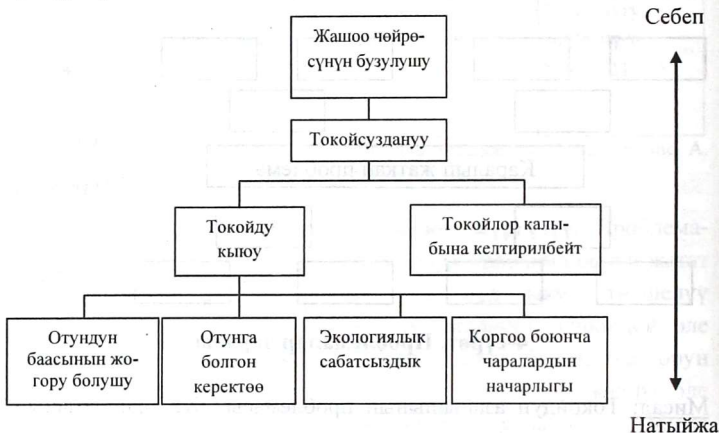 Себеп
Жашоо чөйрө-
сүнүн бузулушу
Токойсуздануу
Токойду
кыюу
Токойлор калы-
бына келтирилбейт
Отундун
баасынын жо-
гору болушу
Отунга
болгон
керектөө
Экологиялык
сабатсыздык
Коргоо боюнча
чаралардын
начарлыгы
Натыйжа